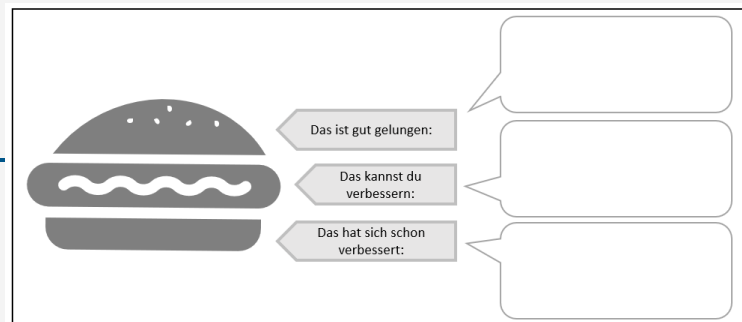 Das ist gut gelungen:
Das kannst du
verbessern:
Das hat sich schon
verbessert: